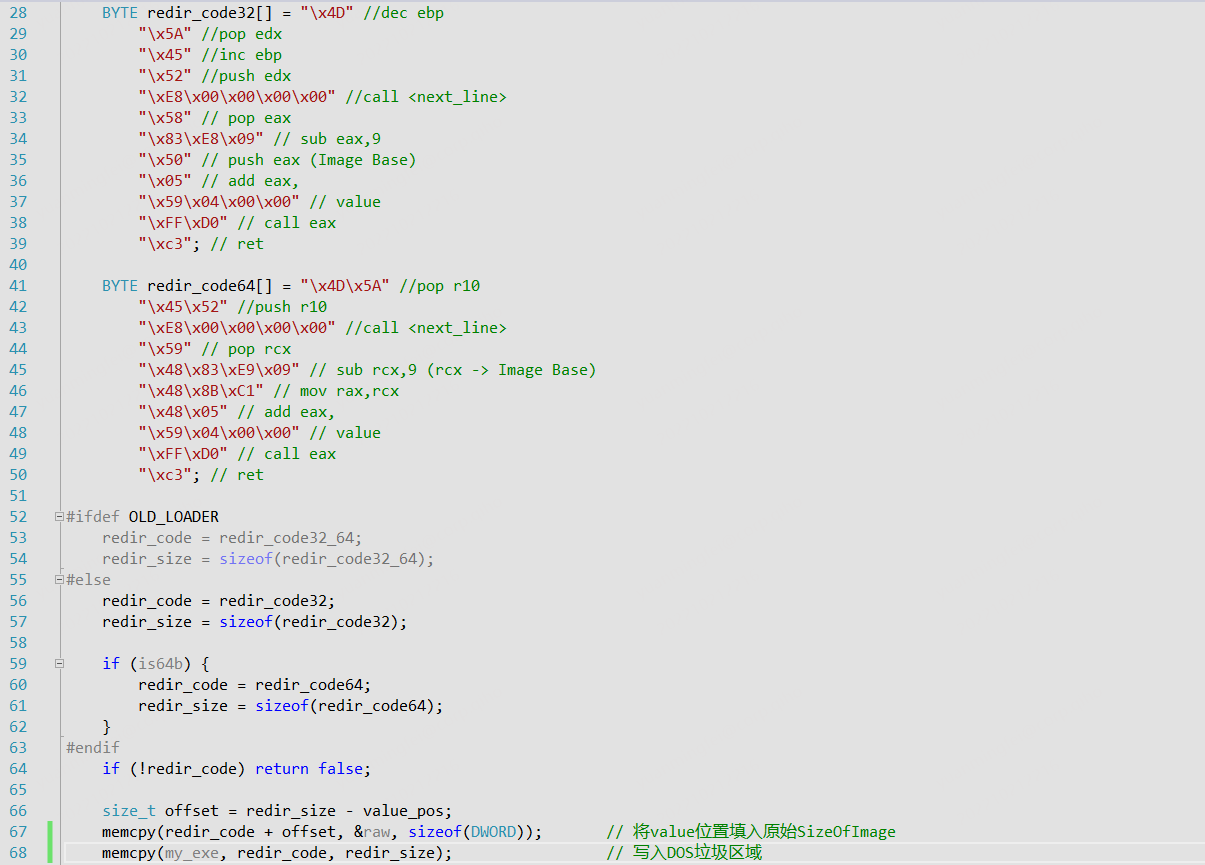 28 BYTE redir_code32[] = "\x4D" //dec ebp
29 "\x5A" //pop edx
30 "\x45" //inc ebp
31 "\x52" //push edx
32 "\xE8\x00\x00\x00\x00" //call <next_line>
33 "\x58" // pop eax
34 "\x83\xE8\x09" // sub eax,9
35 "\x50" // push eax (Image Base)
36 "\x05" // add eax,
37 "\x59\x04\x00\x00" // value
38 "\xFF\xD0" // call eax
39 "\xc3"; // ret
40
41 BYTE redir_code64[] = "\x4D\x5A" //pop r10
42 "\x45\x52" //push r10
43 "\xE8\x00\x00\x00\x00" //call <next_line>
44 "\x59" // pop rcx
45 "\x48\x83\xE9\x09" // sub rcx,9 (rcx -> Image Base)
46 "\x48\x8B\xC1" // mov rax,rcx
47 "\x48\x05" // add eax,
48 "\x59\x04\x00\x00" // value
49 "\xFF\xD0" // call eax
50 "\xc3"; // ret
51
52 #ifdef OLD_LOADER
53 redir_code = redir_code32_64;
54 redir_size = sizeof(redir_code32_64);
55 #else
56 redir_code = redir_code32;
57 redir_size = sizeof(redir_code32);
58
59 if (is64b) {
60 redir_code = redir_code64;
61 redir_size = sizeof(redir_code64);
62 }
63 #endif
64 if (!redir_code) return false;
65
66 size_t offset = redir_size - value_pos;
67 memcpy(redir_code + offset, &raw, sizeof(DWORD)); // 将value位置填入原始SizeOfImage
68 memcpy(my_exe, redir_code, redir_size); // 写入DOS垃圾区域